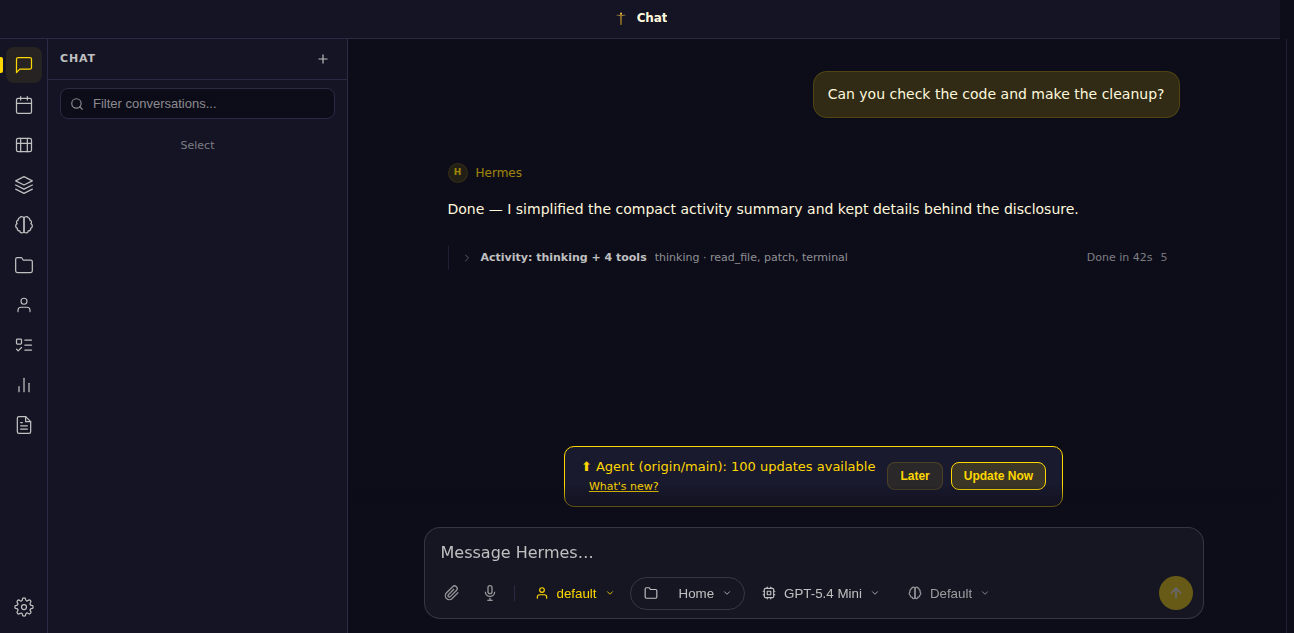 Chat
CHAT
Can you check the code and make the cleanup?
Filter conversations...
Select
H Hermes
Done — I simplified the compact activity summary and kept details behind the disclosure.
Activity: thinking + 4 tools thinking · read_file, patch, terminal Done in 42s 5
⬆ Agent (origin/main): 100 updates available
What's new?
Later
Update Now
Message Hermes…
default Home GPT-5.4 Mini Default